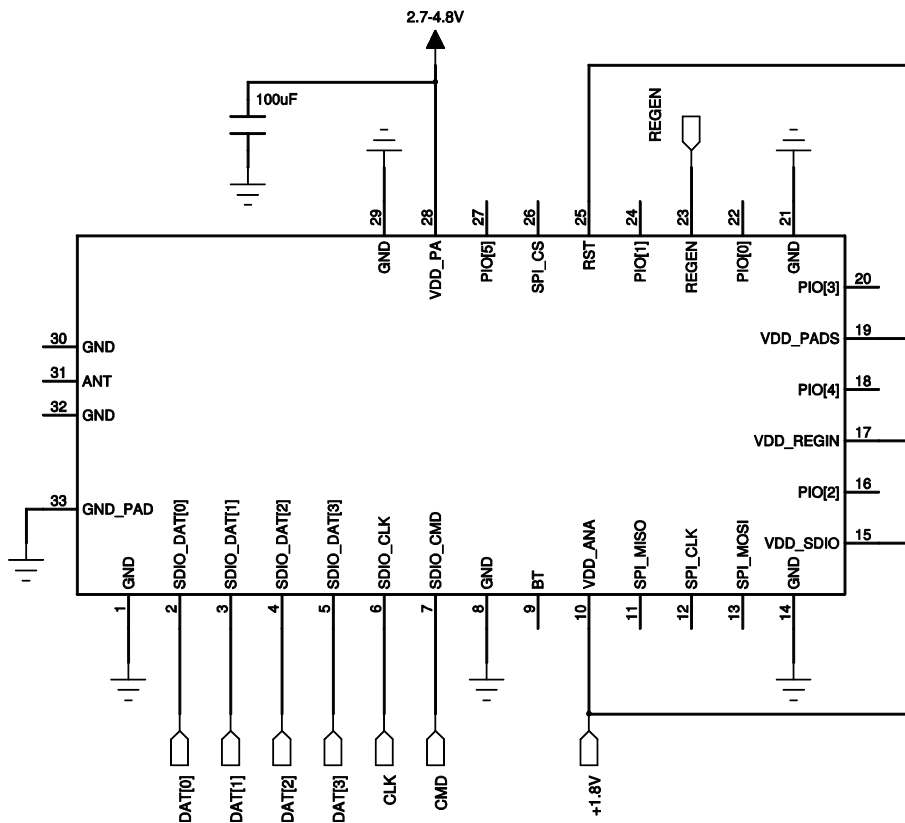 2.7-4.8V
100uF
REGEN
29
28
27
26
25
24
23
22
21
GND
VDD_PA
PIO[5]
SPI_CS
RST
PIO[1]
REGEN
PIO[0]
GND
PIO[3]
20
VDD_PADS
19
PIO[4]
18
VDD_REGIN
17
PIO[2]
16
VDD_SDIO
15
30
GND
31
ANT
32
GND
33
GND_PAD
GND
SDIO_DAT[0]
SDIO_DAT[1]
SDIO_DAT[2]
SDIO_DAT[3]
SDIO_CLK
SDIO_CMD
GND
BT
VDD_ANA
SPI_MISO
SPI_CLK
SPI_MOSI
GND
1
2
3
4
5
6
7
8
9
10
11
12
13
14
DAT[0]
DAT[1]
DAT[2]
DAT[3]
CLK
CMD
+1.8V